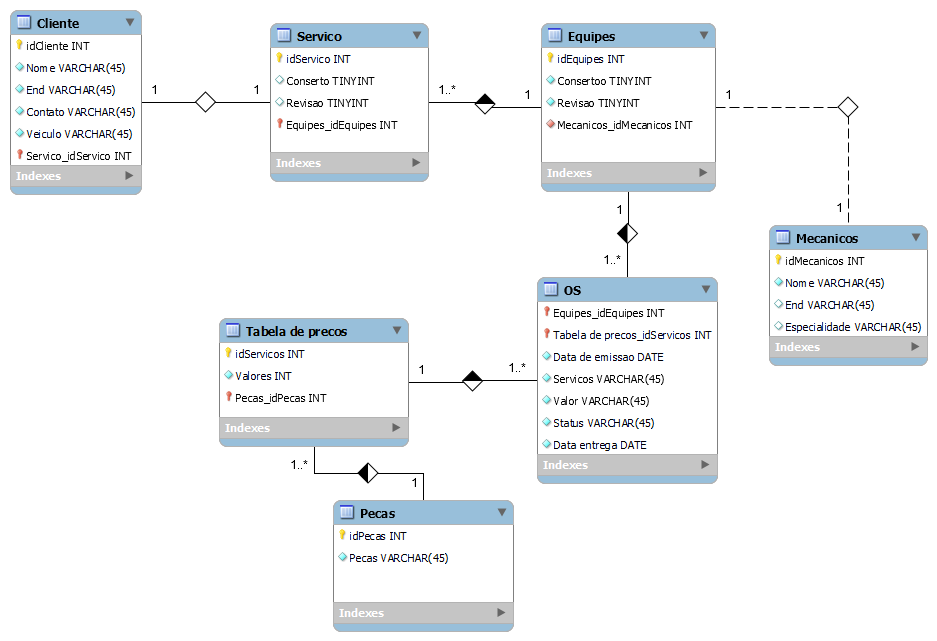 Cliente
idCliente INT
Nome VARCHAR(45)
End VARCHAR(45)
Contato VARCHAR(45)
Veiculo VARCHAR(45)
Servico_idServico INT
Indexes
1
1
Servico
idServico INT
Conserto TINYINT
Revisao TINYINT
Equipes_idEquipes INT
Indexes
1..*
1
Equipes
idEquipes INT
Consertoo TINYINT
Revisao TINYINT
Mecanicos_idMecanicos INT
Indexes
1
1
Mecanicos
idMecanicos INT
Nome VARCHAR(45)
End VARCHAR(45)
Especialidade VARCHAR(45)
Indexes
1
1..*
OS
Equipes_idEquipes INT
Tabela de precos_idServicos INT
Data de emissao DATE
Servicos VARCHAR(45)
Valor VARCHAR(45)
Status VARCHAR(45)
Data entrega DATE
Indexes
Tabela de precos
idServicos INT
Valores INT
Pecas_idPecas INT
Indexes
1
1..*
1..*
1
Pecas
idPecas INT
Pecas VARCHAR(45)
Indexes